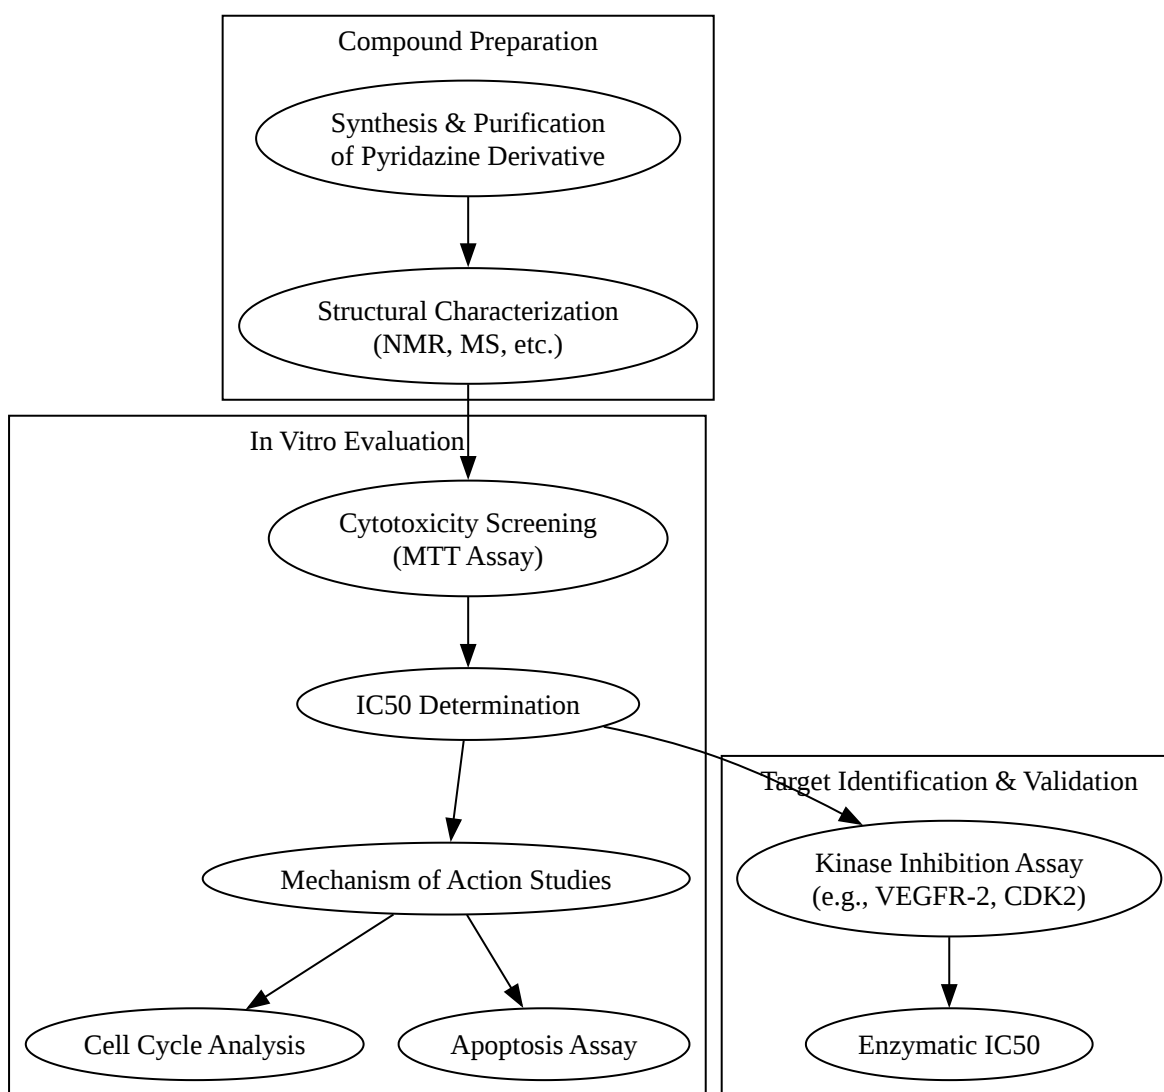 Compound Preparation
Synthesis & Purification
of Pyridazine Derivative
Structural Characterization
(NMR, MS, etc.)
In Vitro Evaluation
Cytotoxicity Screening
(MTT Assay)
IC50 Determination
Target Identification & Validation
Mechanism of Action Studies
Kinase Inhibition Assay
(e.g., VEGFR-2, CDK2)
Cell Cycle Analysis
Apoptosis Assay
Enzymatic IC50